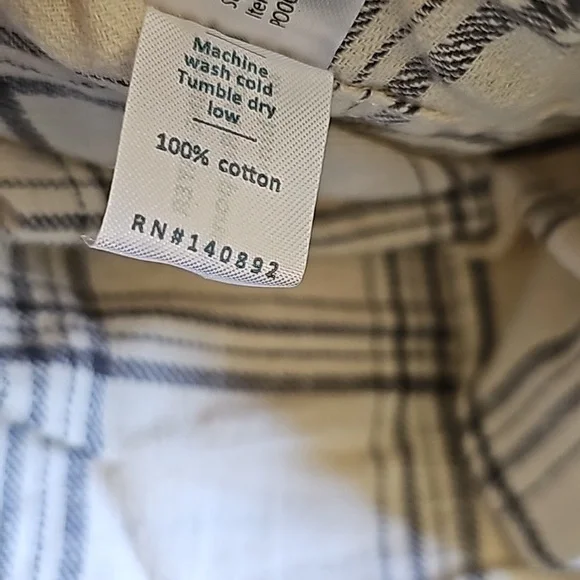 Machine
wash cold
Tumble dry
low
100% cotton
RN#140892